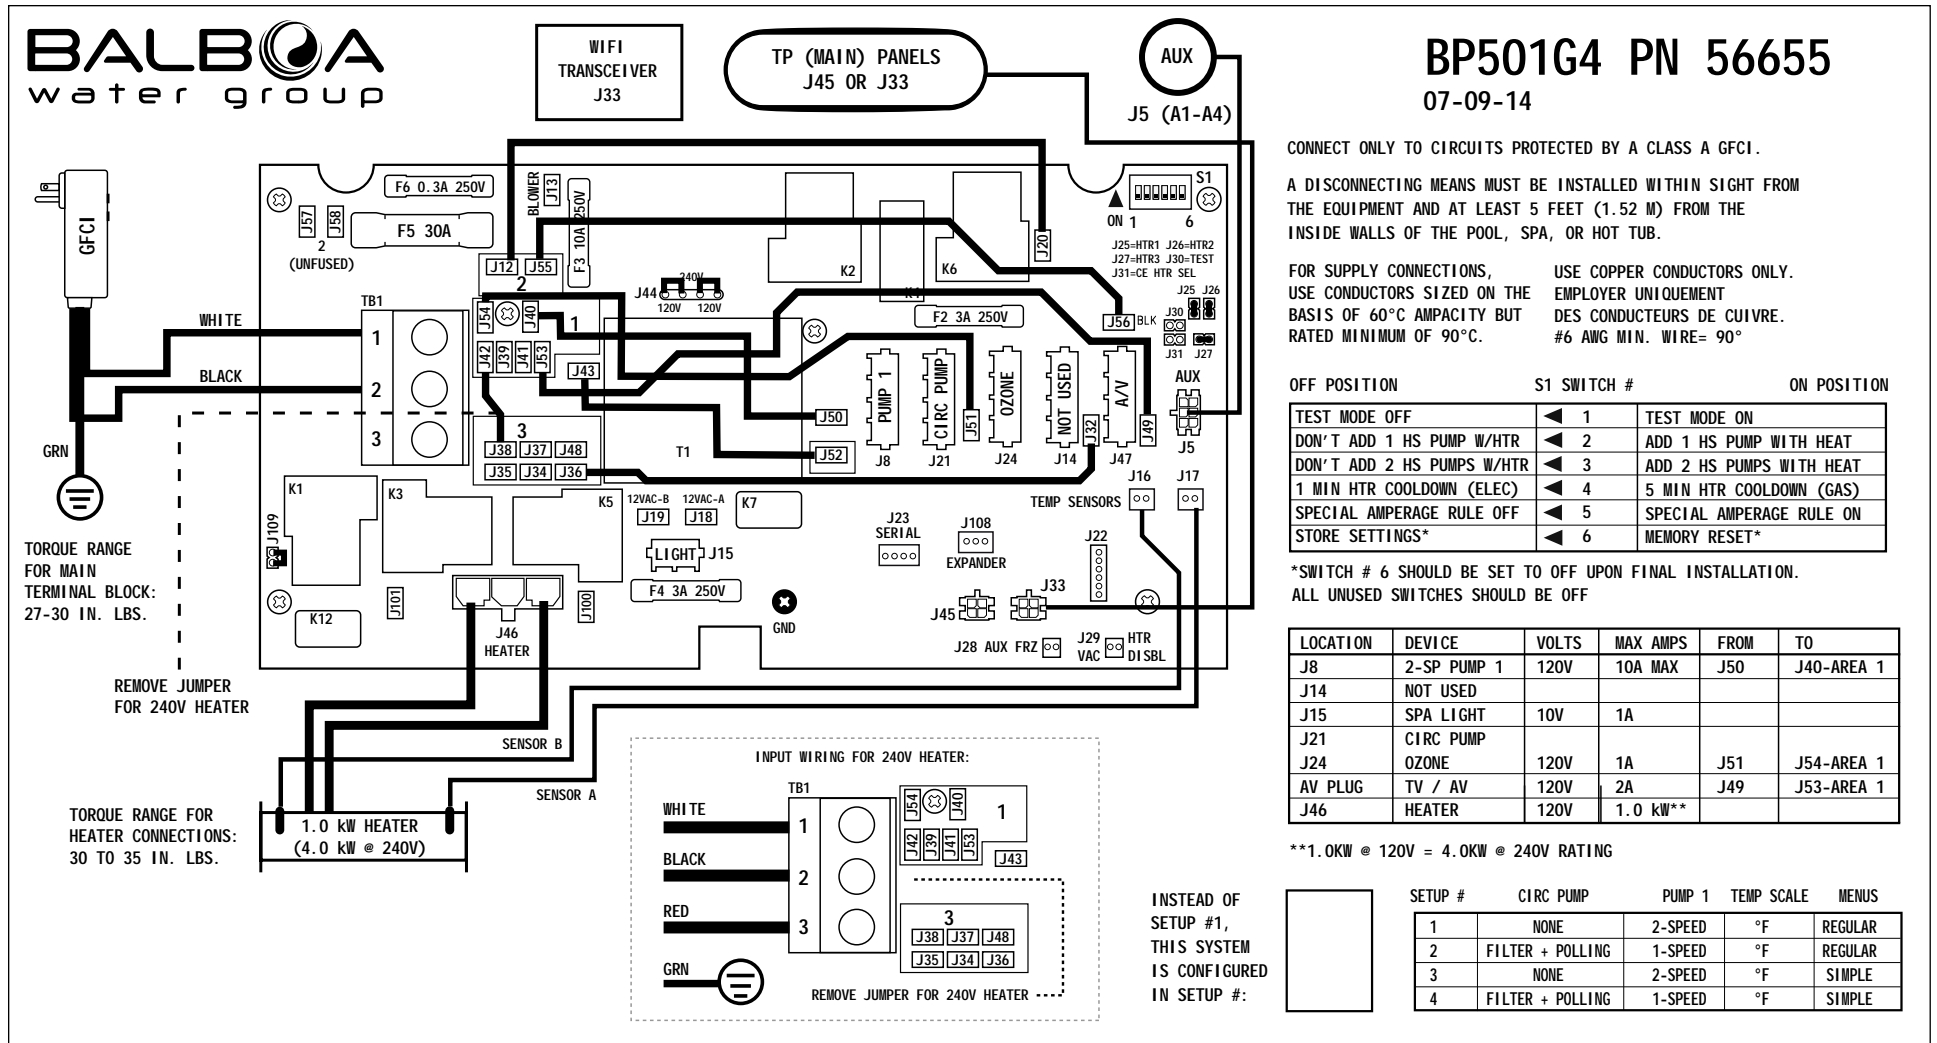 BALBOA
water group
WIFI
TRANSCEIVER
J33
TP (MAIN) PANELS
J45 OR J33
AUX
J5 (A1-A4)
BP501G4 PN 56655
07-09-14
CONNECT ONLY TO CIRCUITS PROTECTED BY A CLASS A GFCI.
A DISCONNECTING MEANS MUST BE INSTALLED WITHIN SIGHT FROM
THE EQUIPMENT AND AT LEAST 5 FEET (1.52 M) FROM THE
INSIDE WALLS OF THE POOL, SPA, OR HOT TUB.
FOR SUPPLY CONNECTIONS,
USE CONDUCTORS SIZED ON THE
BASIS OF 60°C AMPACITY BUT
RATED MINIMUM OF 90°C.
USE COPPER CONDUCTORS ONLY.
EMPLOYER UNIQUEMENT
DES CONDUCTEURS DE CUIVRE.
#6 AWG MIN. WIRE= 90°
OFF POSITION S1 SWITCH # ON POSITION
TEST MODE OFF 1 TEST MODE ON
DON'T ADD 1 HS PUMP W/HTR 2 ADD 1 HS PUMP WITH HEAT
DON'T ADD 2 HS PUMPS W/HTR 3 ADD 2 HS PUMPS WITH HEAT
1 MIN HTR COOLDOWN (ELEC) 4 5 MIN HTR COOLDOWN (GAS)
SPECIAL AMPERAGE RULE OFF 5 SPECIAL AMPERAGE RULE ON
STORE SETTINGS* 6 MEMORY RESET*
*SWITCH # 6 SHOULD BE SET TO OFF UPON FINAL INSTALLATION.
ALL UNUSED SWITCHES SHOULD BE OFF
LOCATION DEVICE VOLTS MAX AMPS FROM TO
J8 2-SP PUMP 1 120V 10A MAX J50 J40-AREA 1
J14 NOT USED
J15 SPA LIGHT 10V 1A
J21 CIRC PUMP
J24 OZONE 120V 1A J51 J54-AREA 1
AV PLUG TV / AV 120V 2A J49 J53-AREA 1
J46 HEATER 120V 1.0 kW**
**1.0KW @ 120V = 4.0KW @ 240V RATING
INSTEAD OF
SETUP #1,
THIS SYSTEM
IS CONFIGURED
IN SETUP #:
SETUP # CIRC PUMP PUMP 1 TEMP SCALE MENUS
1 NONE 2-SPEED °F REGULAR
2 FILTER + POLLING 1-SPEED °F REGULAR
3 NONE 2-SPEED °F SIMPLE
4 FILTER + POLLING 1-SPEED °F SIMPLE
GFCI
WHITE
BLACK
GRN
TORQUE RANGE
FOR MAIN
TERMINAL BLOCK:
27-30 IN. LBS.
REMOVE JUMPER
FOR 240V HEATER
TORQUE RANGE FOR
HEATER CONNECTIONS:
30 TO 35 IN. LBS.
1.0 kW HEATER
(4.0 kW @ 240V)
SENSOR B
SENSOR A
J57
J58
2
(UNFUSED)
F6 0.3A 250V
F5 30A
BLOWER
J13
F3 10A 250V
J12
J55
2
TB1
1
2
3
J54
J40
1
J42
J39
J41
J53
J43
240V
J44
120V
120V
K2
K6
K4
J20
S1
ON
1
6
J25=HTR1 J26=HTR2
J27=HTR3 J30=TEST
J31=CE HTR SEL
J25
J26
J30
J31
J27
J56
BLK
F2 3A 250V
AUX
J5
PUMP 1
J8
CIRC PUMP
J21
J51
OZONE
J24
NOT USED
J14
J32
A/V
J47
J49
J50
J52
T1
3
J38
J37
J48
J35
J34
J36
K1
K3
K5
12VAC-B
12VAC-A
J19
J18
K7
J109
LIGHT
J15
F4 3A 250V
K12
J101
J100
J46
HEATER
GND
J23
SERIAL
J108
EXPANDER
J22
TEMP SENSORS
J16
J17
J45
J33
J28 AUX FRZ
J29
VAC
HTR
DISBL
INPUT WIRING FOR 240V HEATER:
TB1
WHITE
BLACK
RED
GRN
1
2
3
J54
J40
1
J42
J39
J41
J53
J43
3
J38
J37
J48
J35
J34
J36
REMOVE JUMPER FOR 240V HEATER